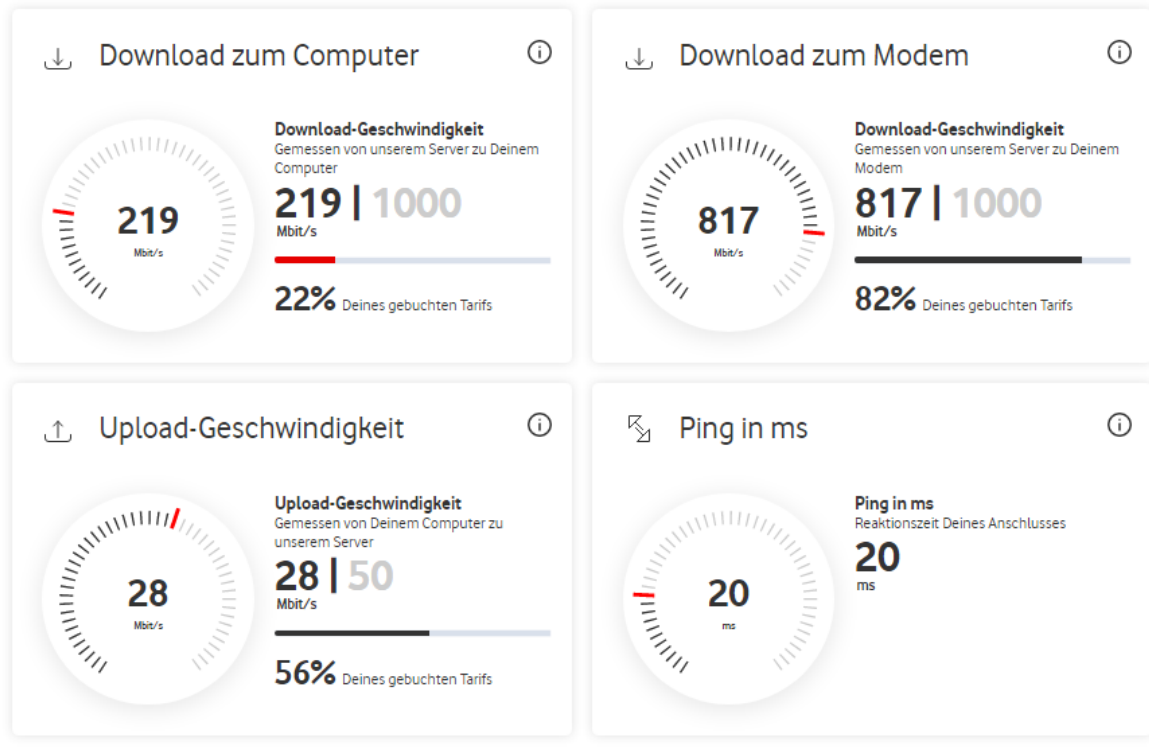 Download zum Computer
219
Mbit/s
Download-Geschwindigkeit
Gemessen von unserem Server zu Deinem
Computer
219 | 1000
Mbit/s
22% Deines gebuchten Tarifs
Download zum Modem
817
Mbit/s
Download-Geschwindigkeit
Gemessen von unserem Server zu Deinem
Modem
817 | 1000
Mbit/s
82% Deines gebuchten Tarifs
Upload-Geschwindigkeit
28
Mbit/s
Upload-Geschwindigkeit
Gemessen von Deinem Computer zu
unserem Server
28 | 50
Mbit/s
56% Deines gebuchten Tarifs
Ping in ms
20
ms
Ping in ms
Reaktionszeit Deines Anschlusses
20
ms